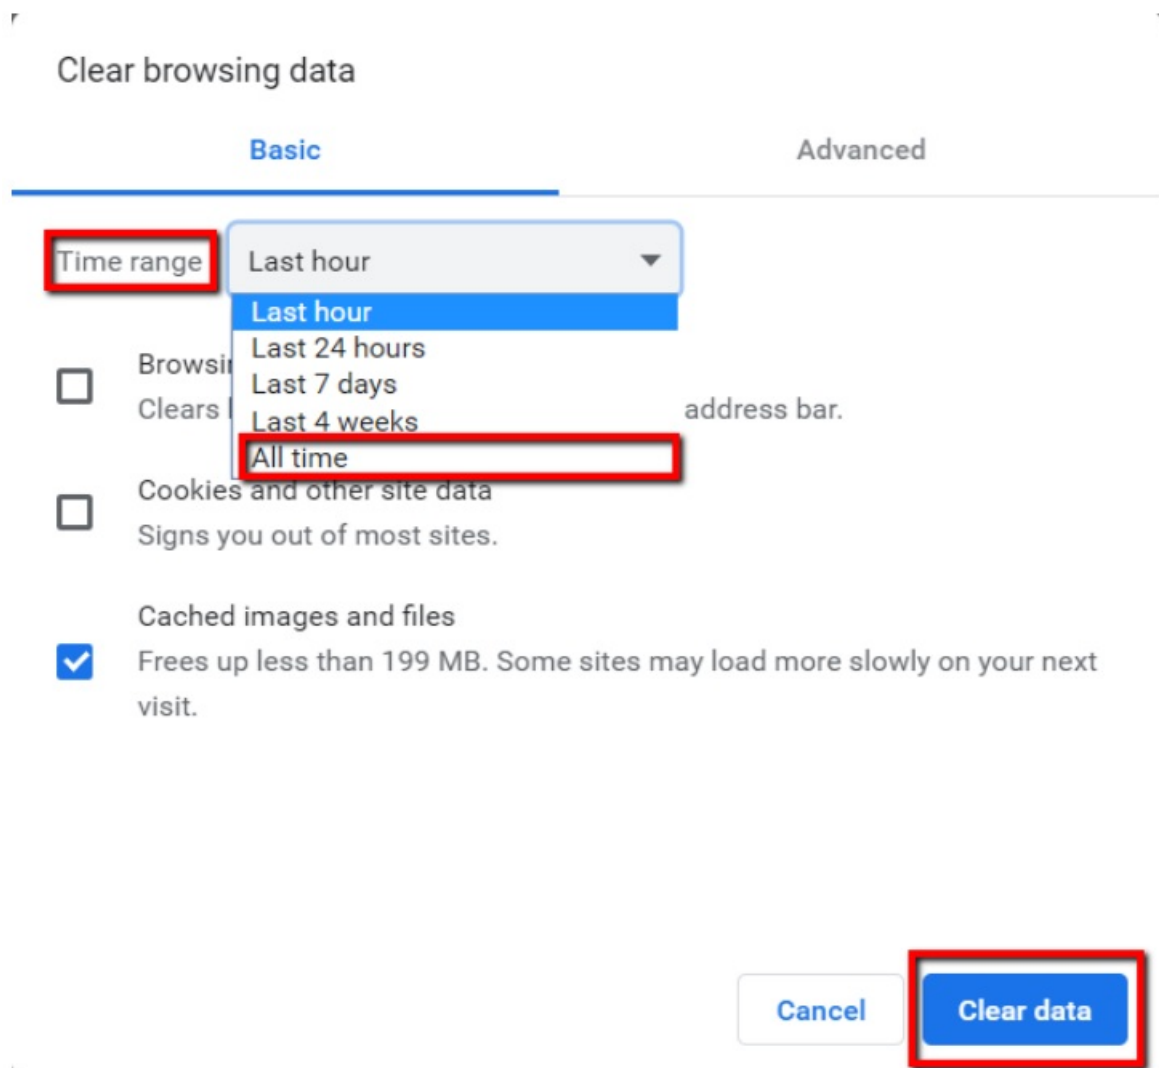 Clear browsing data
Basic Advanced
Time range Last hour
Last hour
Last 24 hours
Last 7 days
Last 4 weeks
All time
Clears address bar.
Cookies and other site data
Signs you out of most sites.
Cached images and files
Frees up less than 199 MB. Some sites may load more slowly on your next
visit.
Cancel Clear data